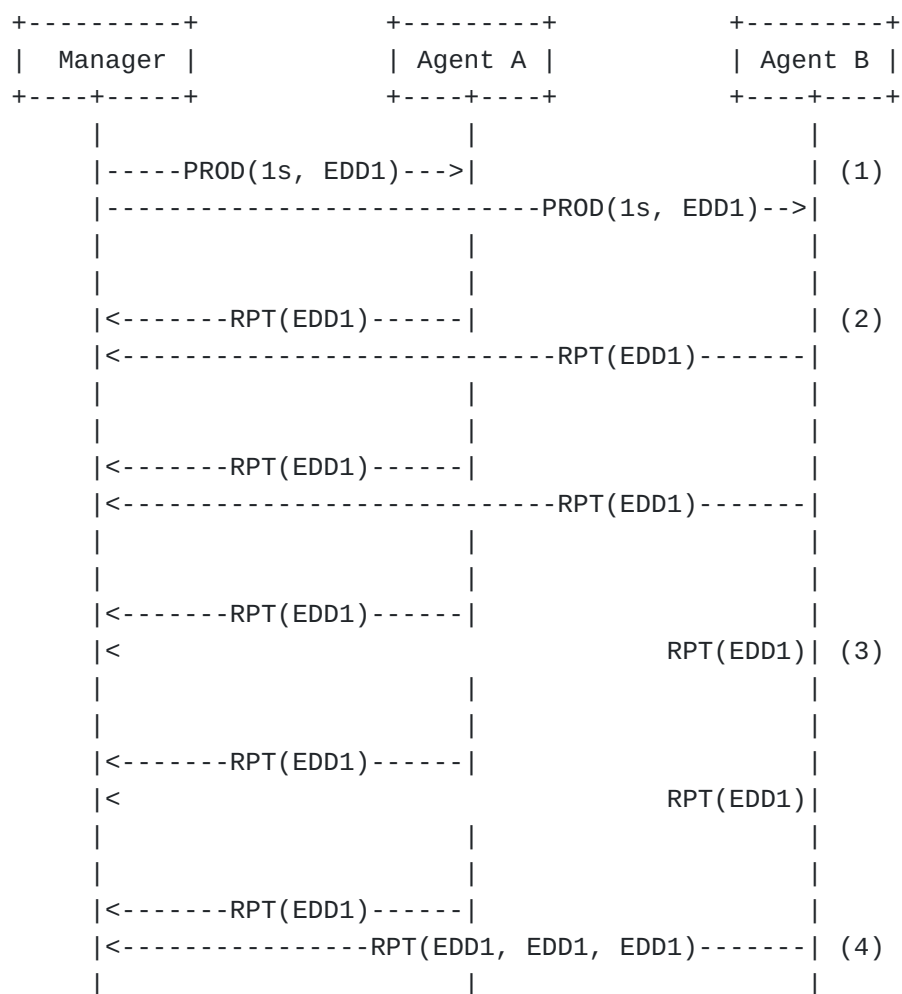 +----------+            +---------+           +---------+
|  Manager |            | Agent A |           | Agent B |
+----+-----+            +----+----+           +----+----+
     |                       |                     |
     |-----PROD(1s, EDD1)--->|                     | (1)
     |----------------------------PROD(1s, EDD1)-->|
     |                       |                     |
     |                       |                     |
     |<-------RPT(EDD1)------|                     | (2)
     |<----------------------------RPT(EDD1)-------|
     |                       |                     |
     |                       |                     |
     |<-------RPT(EDD1)------|                     |
     |<----------------------------RPT(EDD1)-------|
     |                       |                     |
     |                       |                     |
     |<-------RPT(EDD1)------|                     |
     |<                                   RPT(EDD1)| (3)
     |                       |                     |
     |                       |                     |
     |<-------RPT(EDD1)------|                     |
     |<                                   RPT(EDD1)|
     |                       |                     |
     |                       |                     |
     |<-------RPT(EDD1)------|                     |
     |<----------------RPT(EDD1, EDD1, EDD1)-------| (4)
     |                       |                     |